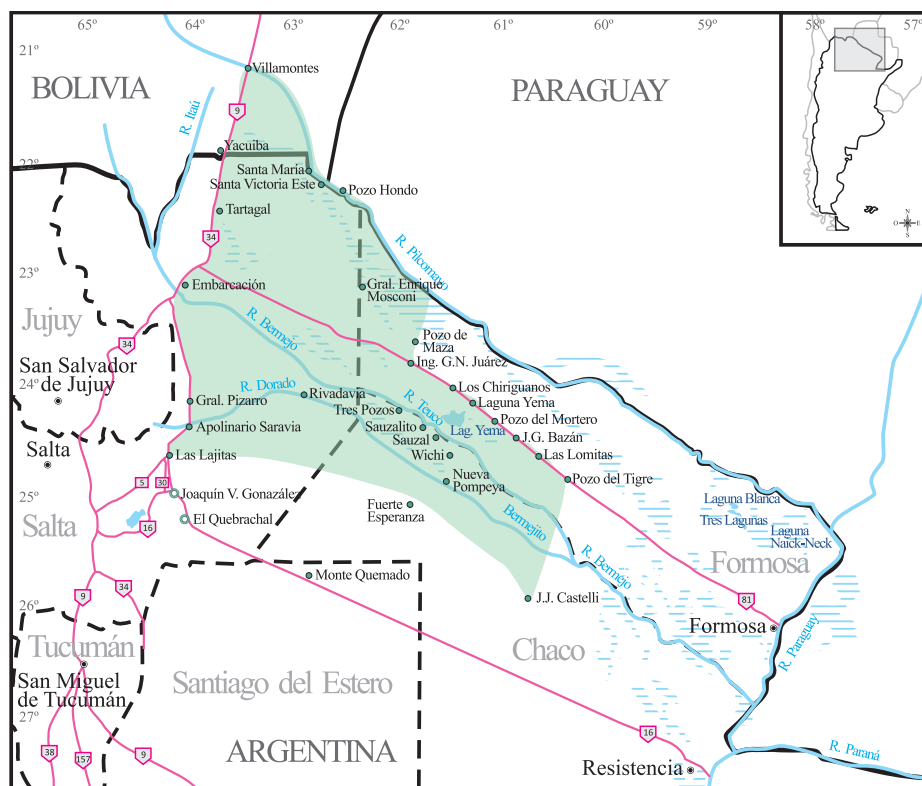 65º 64º 63º 62º 61º 60º 59º 58º 57º
21º
Villamontes
BOLIVIA
PARAGUAY
R. Itaú
9
N
O E
S
22º
Yacuiba
Santa María
Santa Victoria Este
Pozo Hondo
Tartagal
34
R. Pilcomayo
23º
Embarcación
Gral. Enrique
Mosconi
Jujuy
R. Bermejo
34
Pozo de
Maza
Ing. G.N. Juárez
San Salvador
de Jujuy
24º
R. Dorado
Rivadavia
Los Chiriguanos
Gral. Pizarro
R. Teuco
Laguna Yema
Tres Pozos
Pozo del Mortero
Apolinario Saravia
Sauzalito
Lag. Yema
J.G. Bazán
Sauzal
Salta
Las Lajitas
Wichi
Las Lomitas
5
30
Nueva
Pompeya
Pozo del Tigre
Joaquín V. Gonazález
25º
Laguna Blanca
Fuerte
Esperanza
El Quebrachal
Tres Lagunas
Salta
16
Bermejito
Laguna
Naick-Neck
R. Bermejo
Formosa
Monte Quemado
34
9
J.J. Castelli
81
26º
Formosa
Tucumán
Chaco
R. Paraguay
San Miguel
de Tucumán
Santiago del Estero
27º
16
38
157
9
ARGENTINA
R. Paraná
Resistencia